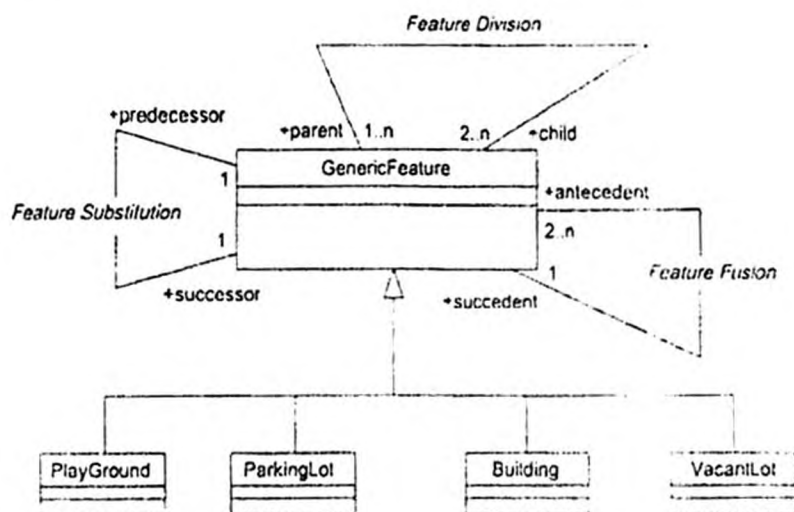 Feature Division
+predecessor
+parent
1..n
2..n
+child
GenericFeature
1
+antecedent
Feature Substitution
2..n
1
1
Feature Fusion
+successor
+succedent
PlayGround
ParkingLot
Building
VacantLot